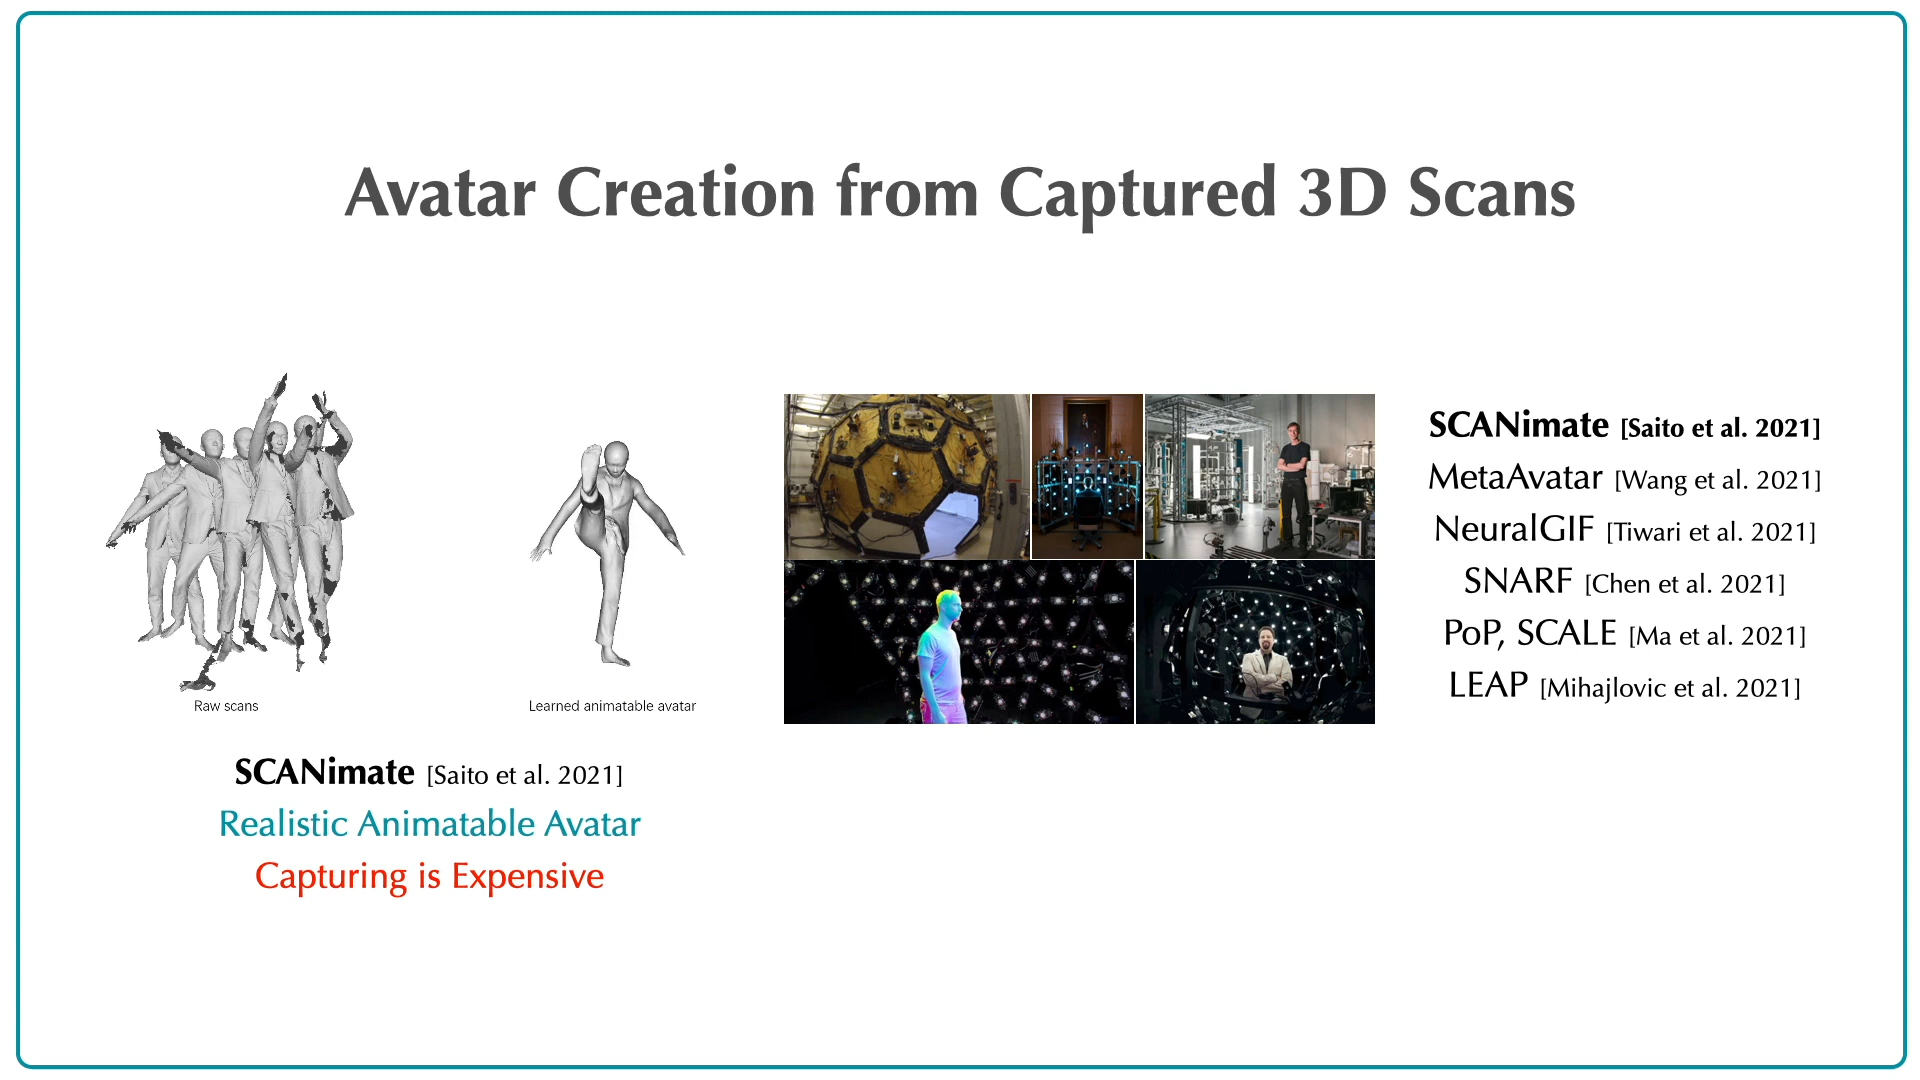 Avatar Creation from Captured 3D Scans
Raw scans
Learned animatable avatar
SCANimate [Saito et al. 2021]
Realistic Animatable Avatar
Capturing is Expensive
SCANimate [Saito et al. 2021]
MetaAvatar [Wang et al. 2021]
NeuralGIF [Tiwari et al. 2021]
SNARF [Chen et al. 2021]
PoP, SCALE [Ma et al. 2021]
LEAP [Mihajlovic et al. 2021]